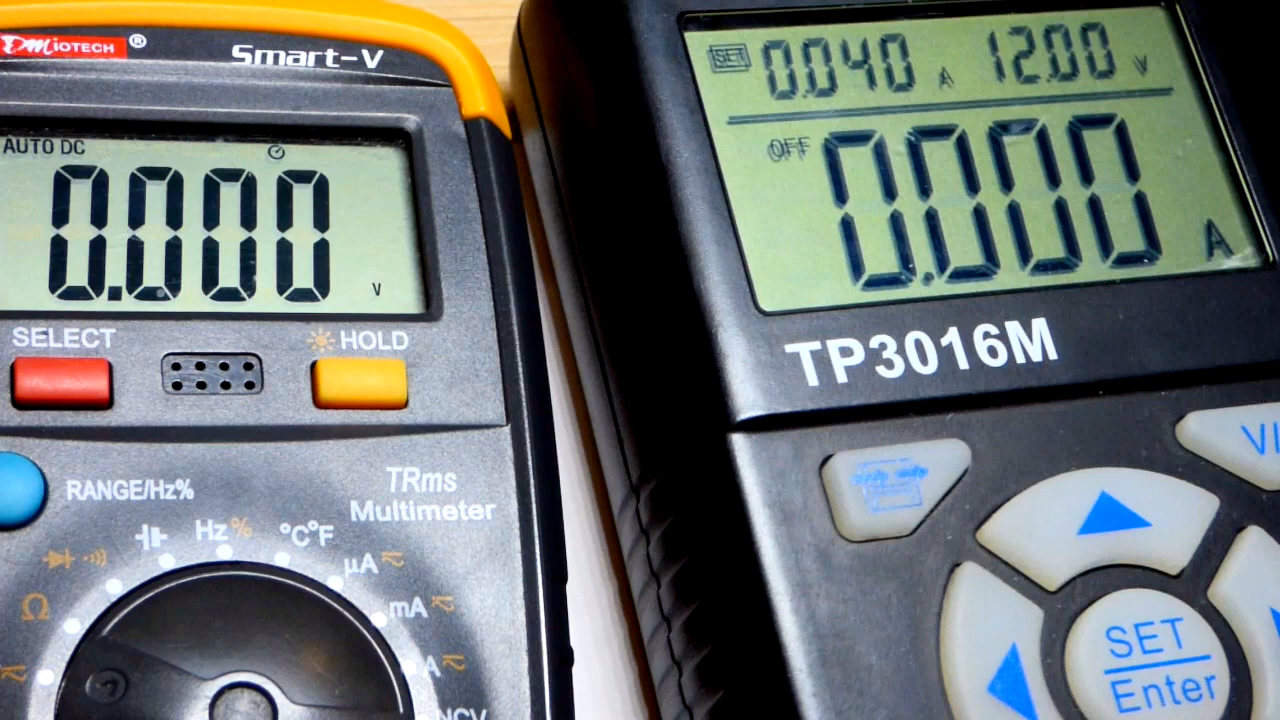 DMiOTECH ®
Smart-V
AUTO DC
0.000
V
SELECT
HOLD
RANGE/Hz%
TRms
Multimeter
Hz%
°C°F
Ω
µA
mA
A
NCV
SET 0.040 A 12.00 V
OFF 0.000 A
TP3016M
SET
Enter